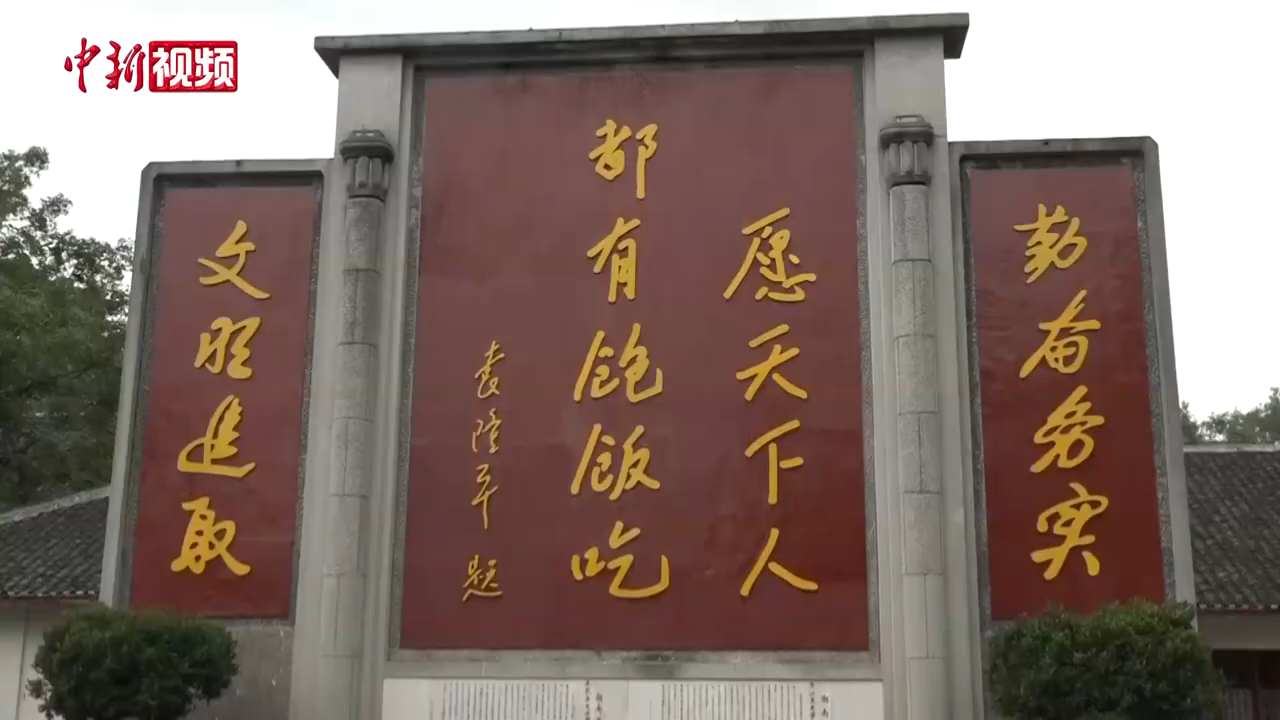 中新视频
勤奋务实
愿天下人
都有饱饭吃
袁隆平 题
文明進取